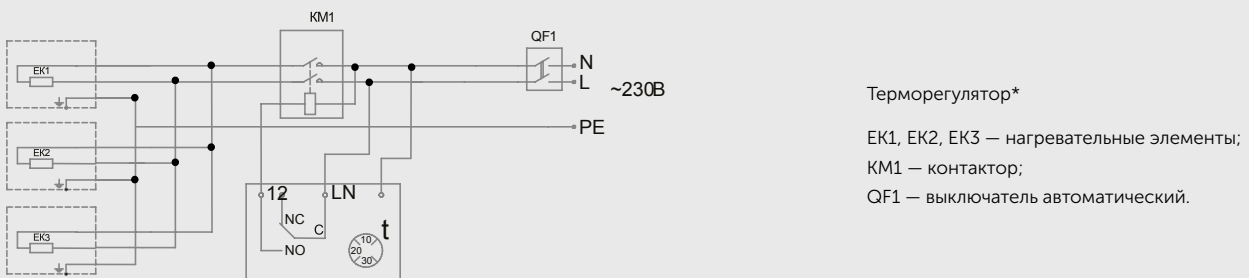 KM1
QF1
N
L
~230В
PE
EK1
EK2
EK3
12
LN
NC
C
NO
t
10
20
30
Терморегулятор*
EK1, EK2, EK3 — нагревательные элементы;
KM1 — контактор;
QF1 — выключатель автоматический.